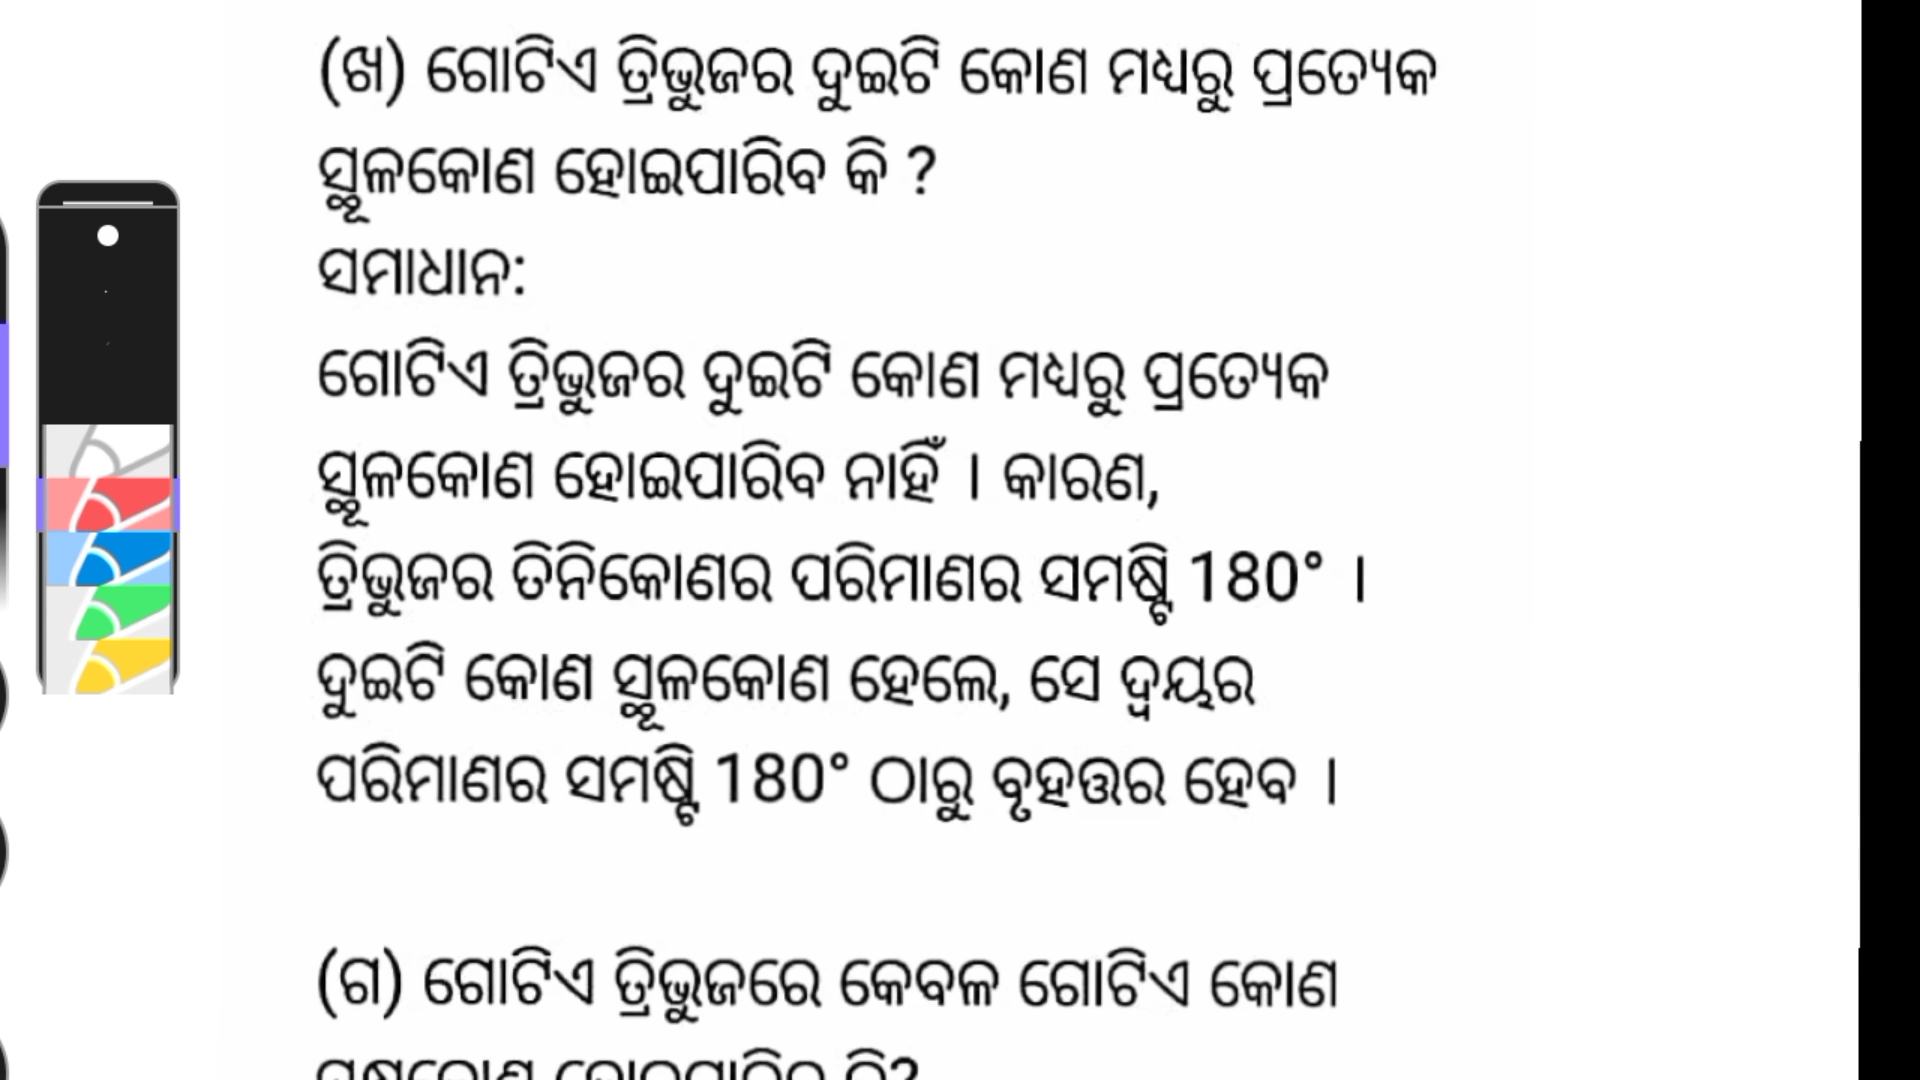 (ଖ) ଗୋଟିଏ ତ୍ରିଭୁଜର ଦୁଇଟି କୋଣ ମଧ୍ୟରୁ ପ୍ରତ୍ୟେକ
ସ୍ଥୂଳକୋଣ ହୋଇପାରିବ କି ?
ସମାଧାନ:
ଗୋଟିଏ ତ୍ରିଭୁଜର ଦୁଇଟି କୋଣ ମଧ୍ୟରୁ ପ୍ରତ୍ୟେକ
ସ୍ଥୂଳକୋଣ ହୋଇପାରିବ ନାହିଁ । କାରଣ,
ତ୍ରିଭୁଜର ତିନିକୋଣର ପରିମାଣର ସମଷ୍ଟି 180° ।
ଦୁଇଟି କୋଣ ସ୍ଥୂଳକୋଣ ହେଲେ, ସେ ଦ୍ୱୟର
ପରିମାଣର ସମଷ୍ଟି 180° ଠାରୁ ବୃହତ୍ତର ହେବ ।
(ଗ) ଗୋଟିଏ ତ୍ରିଭୁଜରେ କେବଳ ଗୋଟିଏ କୋଣ